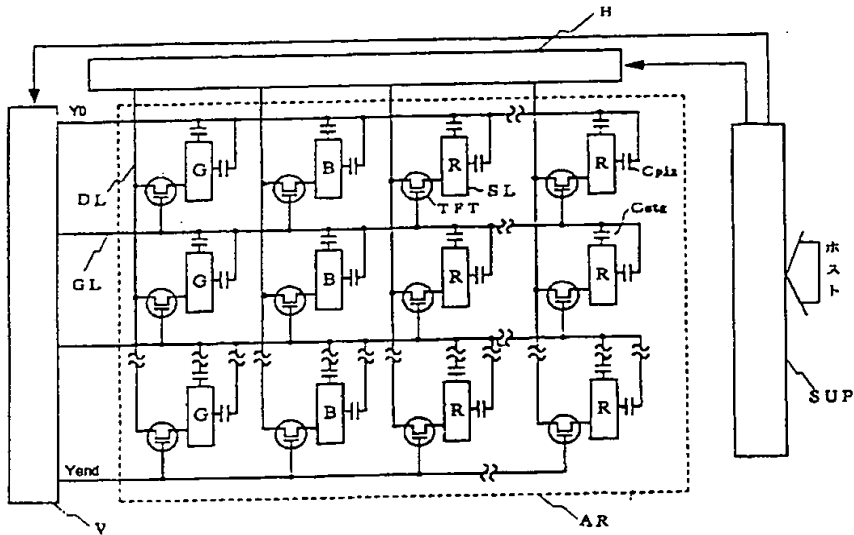 H
Y0
G
B
R
R
Cpix
DL
SL
TFT
Cstg
GL
G
B
R
R
ホスト
SUP
G
B
R
R
Yend
V
AR